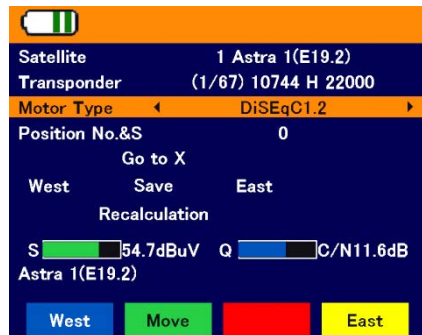 Satellite 1 Astra 1(E19.2)
Transponder (1/67) 10744 H 22000
Motor Type DiSEqC1.2
Position No.&S 0
Go to X
West Save East
Recalculation
S 54.7dBuV Q C/N11.6dB
Astra 1(E19.2)
West Move East